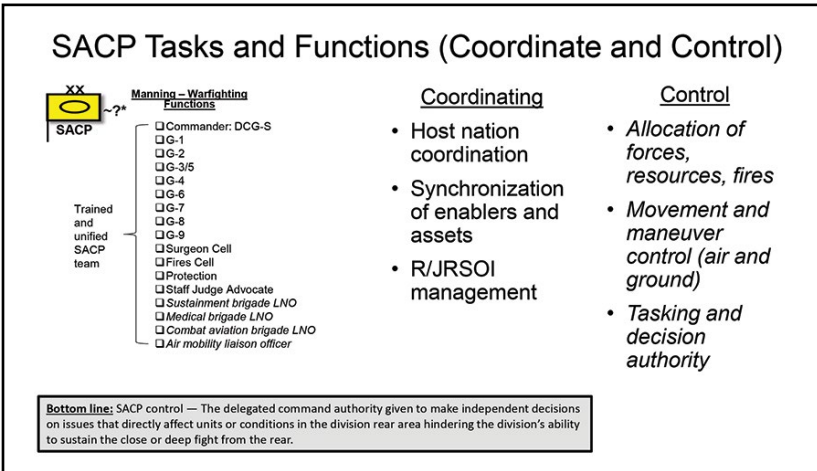 SACP Tasks and Functions (Coordinate and Control)
XX
~?*
SACP
Manning – Warfighting
Functions
Trained
and
unified
SACP
team
Commander: DCG-S
G-1
G-2
G-3/5
G-4
G-6
G-7
G-8
G-9
Surgeon Cell
Fires Cell
Protection
Staff Judge Advocate
Sustainment brigade LNO
Medical brigade LNO
Combat aviation brigade LNO
Air mobility liaison officer
Coordinating
• Host nation
coordination
• Synchronization
of enablers and
assets
• R/JRSOI
management
Control
• Allocation of
forces,
resources, fires
• Movement and
maneuver
control (air and
ground)
• Tasking and
decision
authority
Bottom line: SACP control — The delegated command authority given to make independent decisions
on issues that directly affect units or conditions in the division rear area hindering the division’s ability
to sustain the close or deep fight from the rear.